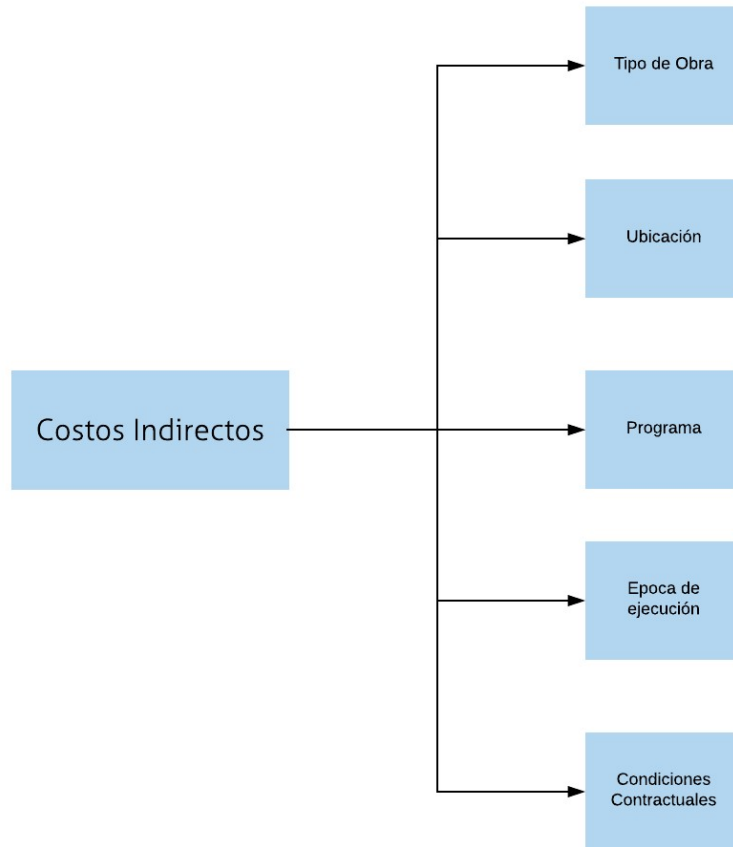 Tipo de Obra
Ubicación
Costos Indirectos
Programa
Epoca de
ejecución
Condiciones
Contractuales